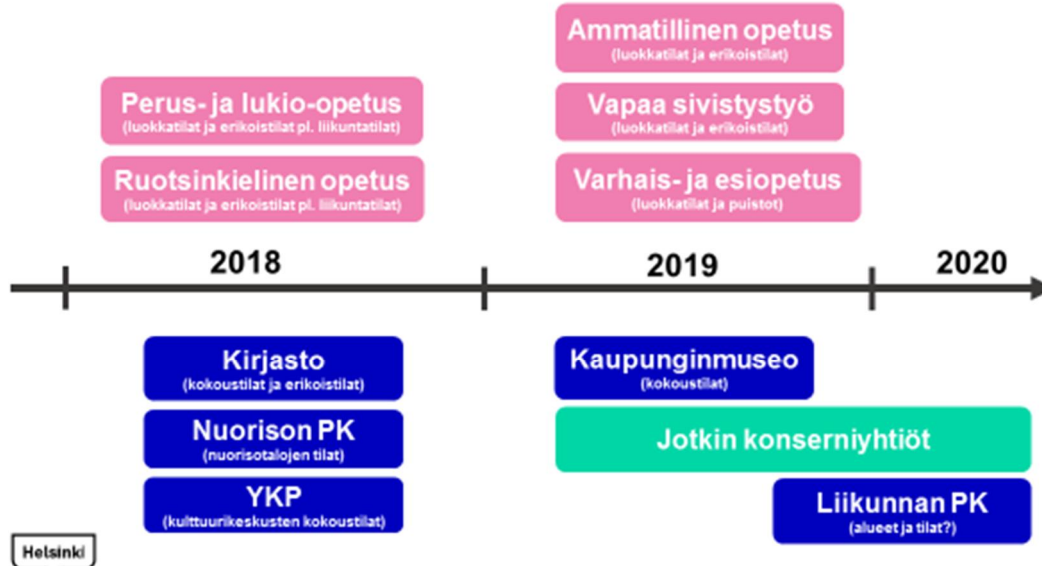 Ammatillinen opetus
(luokkatilat ja erikoistilat)
Perus- ja lukio-opetus
(luokkatilat ja erikoistilat pl. liikuntatilat)
Vapaa sivistystyö
(luokkatilat ja erikoistilat)
Ruotsinkielinen opetus
(luokkatilat ja erikoistilat pl. liikuntatilat)
Varhais- ja esiopetus
(luokkatilat ja puistot)
2018
2019
2020
Kirjasto
(kokoustilat ja erikoistilat)
Kaupunginmuseo
(kokoustilat)
Nuorison PK
(nuorisotalojen tilat)
Jotkin konserniyhtiöt
YKP
(kulttuurikeskusten kokoustilat)
Liikunnan PK
(alueet ja tilat?)
Helsinki